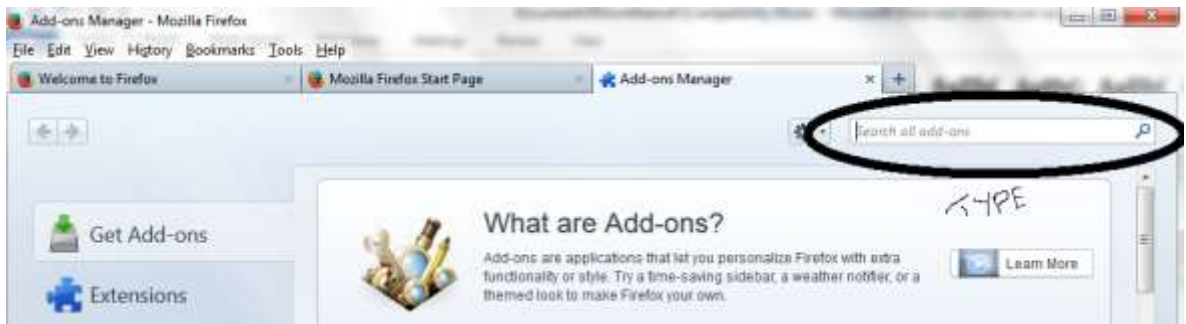 Add-ons Manager - Mozilla Firefox
File Edit View History Bookmarks Tools Help
Welcome to Firefox
Mozilla Firefox Start Page
Add-ons Manager
Search all add-ons
TYPE
Get Add-ons
What are Add-ons?
Add-ons are applications that let you personalize Firefox with extra
functionality or style. Try a time-saving sidebar, a weather notifier, or a
themed look to make Firefox your own.
Learn More
Extensions